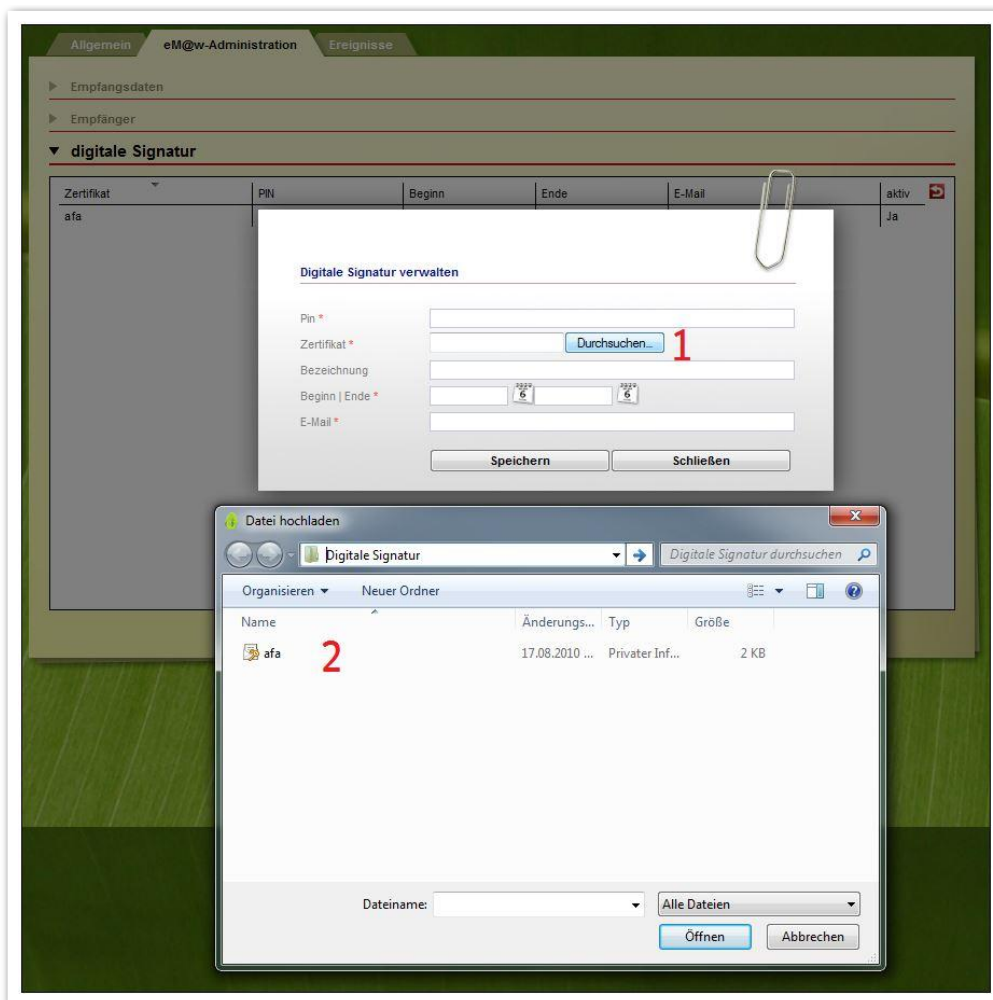 Allgemein eM@w-Administration Ereignisse
Empfangsdaten
Empfänger
digitale Signatur
Zertifikat PIN Beginn Ende E-Mail aktiv
afa Ja
Digitale Signatur verwalten
Pin *
Zertifikat * Durchsuchen... 1
Bezeichnung
Beginn | Ende * 6 6
E-Mail *
Speichern Schließen
Datei hochladen X
Digitale Signatur Digitale Signatur durchsuchen
Organisieren Neuer Ordner ?
Name Änderungs... Typ Größe
afa 2 17.08.2010 ... Privater Inf... 2 KB
Dateiname: Alle Dateien
Öffnen Abbrechen